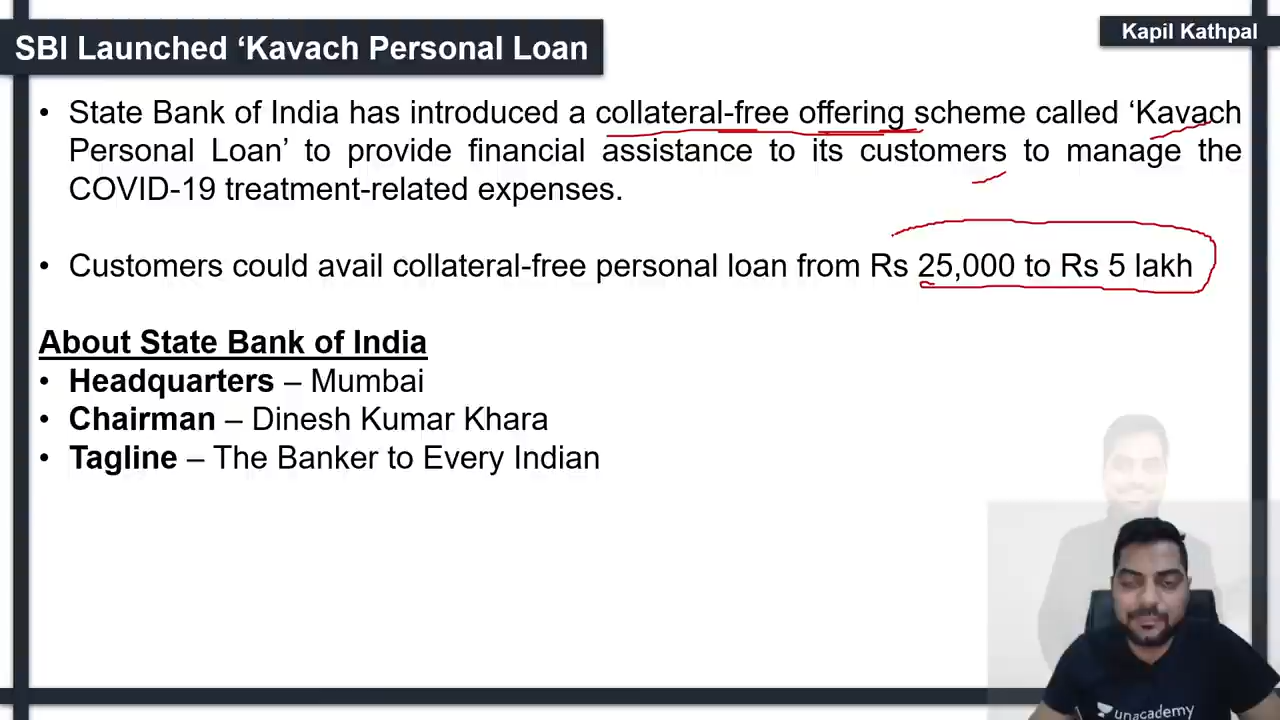 SBI Launched ‘Kavach Personal Loan
Kapil Kathpal
• State Bank of India has introduced a collateral-free offering scheme called ‘Kavach
Personal Loan’ to provide financial assistance to its customers to manage the
COVID-19 treatment-related expenses.
• Customers could avail collateral-free personal loan from Rs 25,000 to Rs 5 lakh
About State Bank of India
• Headquarters – Mumbai
• Chairman – Dinesh Kumar Khara
• Tagline – The Banker to Every Indian
unacademy